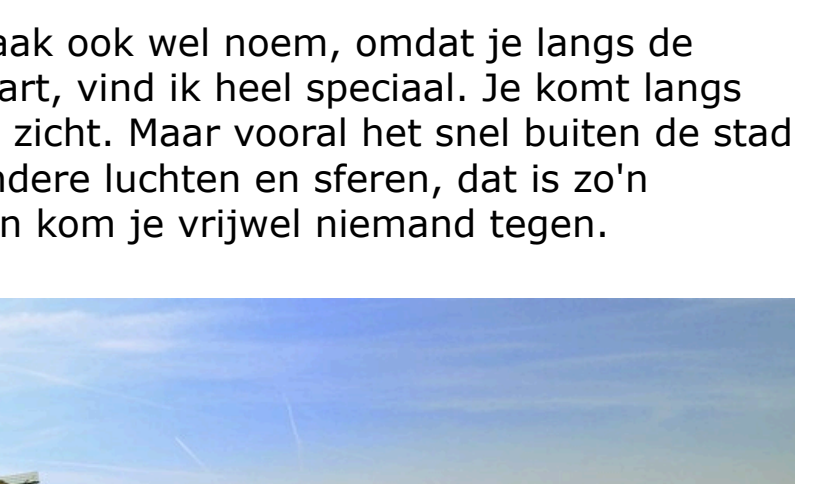 aak ook wel noem, omdat je langs de
art, vind ik heel speciaal. Je komt langs
zicht. Maar vooral het snel buiten de stad
ndere luchten en sferen, dat is zo'n
n kom je vrijwel niemand tegen.